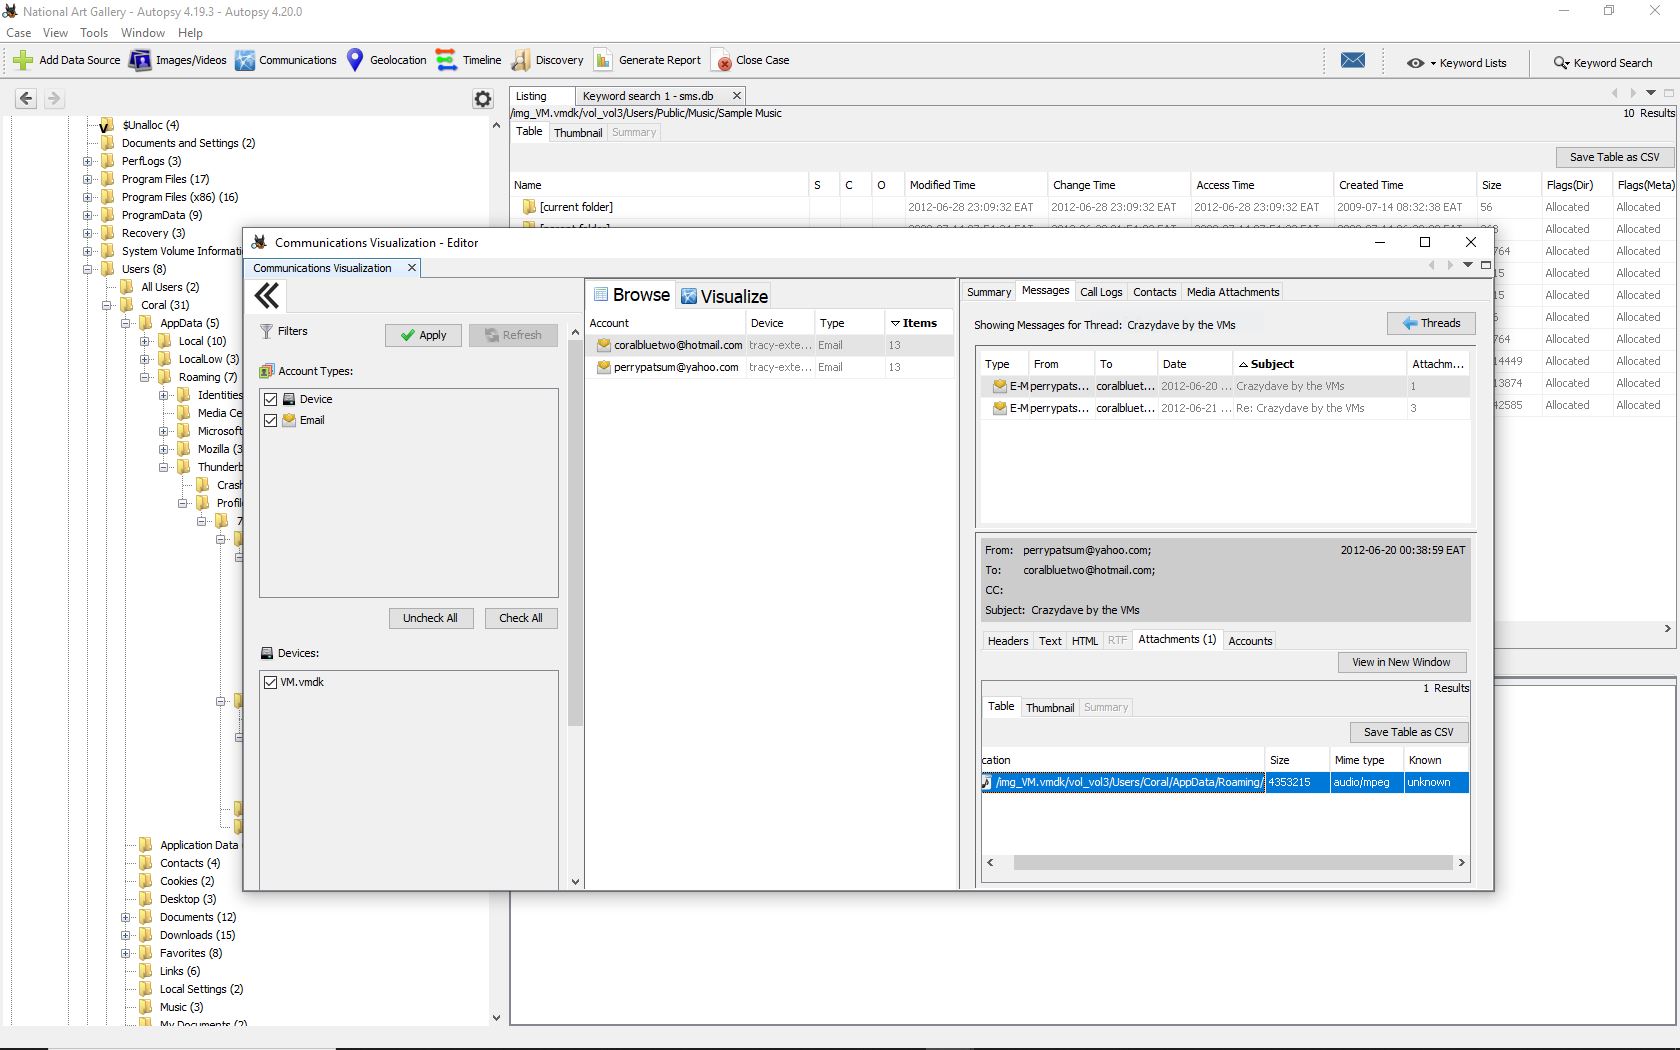 National Art Gallery - Autopsy 4.19.3 - Autopsy 4.20.0
Case View Tools Window Help
Add Data Source Images/Videos Communications Geolocation Timeline Discovery Generate Report Close Case Keyword Lists Keyword Search
Listing Keyword search 1 - sms.db
/img_VM.vmdk/vol_vol3/Users/Public/Music/Sample Music 10 Results
Table Thumbnail Summary
Save Table as CSV
Name S C O Modified Time Change Time Access Time Created Time Size Flags(Dir) Flags(Meta)
[current folder] 2012-06-28 23:09:32 EAT 2012-06-28 23:09:32 EAT 2012-06-28 23:09:32 EAT 2009-07-14 08:32:38 EAT 56 Allocated Allocated
Allocated Allocated
764 Allocated Allocated
15 Allocated Allocated
15 Allocated Allocated
Allocated Allocated
764 Allocated Allocated
14449 Allocated Allocated
13874 Allocated Allocated
42585 Allocated Allocated
$Unalloc (4)
Documents and Settings (2)
PerfLogs (3)
Program Files (17)
Program Files (x86) (16)
ProgramData (9)
Recovery (3)
System Volume Informati
Users (8)
All Users (2)
Coral (31)
AppData (5)
Local (10)
LocalLow (3)
Roaming (7)
Identities
Media Ce
Microsoft
Mozilla (3
Thunderb
Crash
Profile
7
Application Data
Contacts (4)
Cookies (2)
Desktop (3)
Documents (12)
Downloads (15)
Favorites (8)
Links (6)
Local Settings (2)
Music (3)
My Documents (2)
Communications Visualization - Editor
Communications Visualization
Filters Apply Refresh
Account Types:
Device
Email
Uncheck All Check All
Devices:
VM.vmdk
Browse Visualize
Account Device Type Items
coralbluetwo@hotmail.com tracy-exte... Email 13
perrypatsum@yahoo.com tracy-exte... Email 13
Summary Messages Call Logs Contacts Media Attachments
Showing Messages for Thread: Crazydave by the VMs Threads
Type From To Date Subject Attachm...
E-M perrypats... coralbluet... 2012-06-20 ... Crazydave by the VMs 1
E-M perrypats... coralbluet... 2012-06-21 ... Re: Crazydave by the VMs 3
From: perrypatsum@yahoo.com; 2012-06-20 00:38:59 EAT
To: coralbluetwo@hotmail.com;
CC:
Subject: Crazydave by the VMs
Headers Text HTML RTF Attachments (1) Accounts
View in New Window
1 Results
Table Thumbnail Summary
Save Table as CSV
cation Size Mime type Known
/img_VM.vmdk/vol_vol3/Users/Coral/AppData/Roaming/ 4353215 audio/mpeg unknown